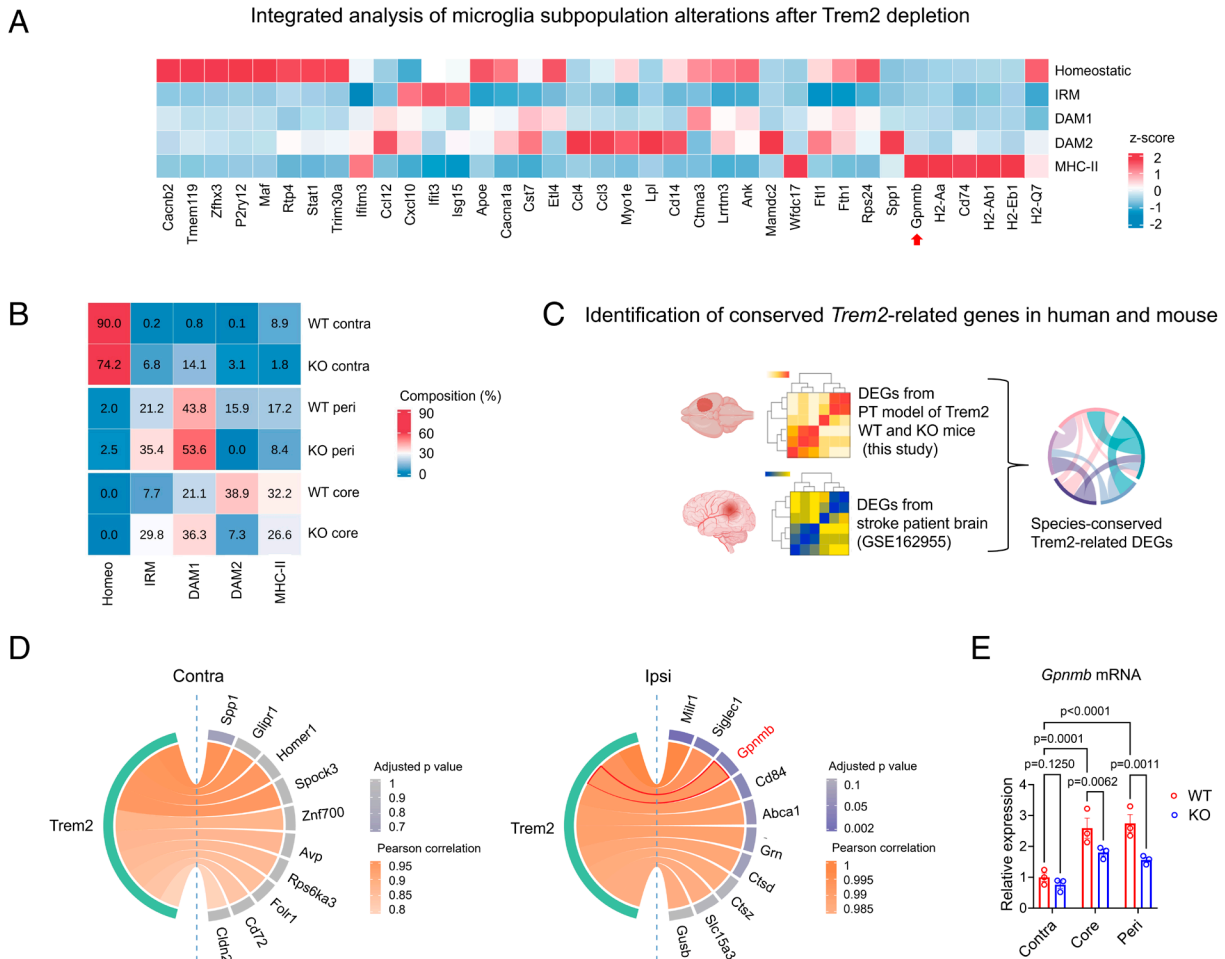 A
Integrated analysis of microglia subpopulation alterations after Trem2 depletion
Homeostatic
IRM
DAM1
DAM2
MHC-II
z-score
2
1
0
-1
-2
Cacnb2
Tmem119
Zfhx3
P2ry12
Maf
Rtp4
Stat1
Trim30a
Ifitm3
Ccl12
Cxcl10
Ifit3
Isg15
Apoe
Cacna1a
Cst7
Etl4
Ccl4
Ccl3
Myo1e
Lpl
Cd14
Ctnna3
Lrrtm3
Ank
Mamdc2
Wfdc17
Ftl1
Fth1
Rps24
Spp1
Gpnmb
H2-Aa
Cd74
H2-Ab1
H2-Eb1
H2-Q7
B
90.0 0.2 0.8 0.1 8.9 WT contra
74.2 6.8 14.1 3.1 1.8 KO contra
2.0 21.2 43.8 15.9 17.2 WT peri
2.5 35.4 53.6 0.0 8.4 KO peri
0.0 7.7 21.1 38.9 32.2 WT core
0.0 29.8 36.3 7.3 26.6 KO core
Homeo
IRM
DAM1
DAM2
MHC-II
Composition (%)
90
60
30
0
C
Identification of conserved Trem2-related genes in human and mouse
DEGs from
PT model of Trem2
WT and KO mice
(this study)
DEGs from
stroke patient brain
(GSE162955)
Species-conserved
Trem2-related DEGs
D
Contra
Trem2
Spp1
Glipr1
Homer1
Spock3
Znf700
Avp
Rps6ka3
Folr1
Cd72
Cldn2
Adjusted p value
1
0.9
0.8
0.7
Pearson correlation
0.95
0.9
0.85
0.8
Ipsi
Trem2
Milr1
Siglec1
Gpnmb
Cd84
Abca1
Grn
Ctsd
Ctsz
Slc15a3
Gusb
Adjusted p value
0.1
0.05
0.002
Pearson correlation
1
0.995
0.99
0.985
E
Gpnmb mRNA
p<0.0001
p=0.0001
p=0.1250
p=0.0011
p=0.0062
Relative expression
4
3
2
1
0
WT
KO
Contra
Core
Peri